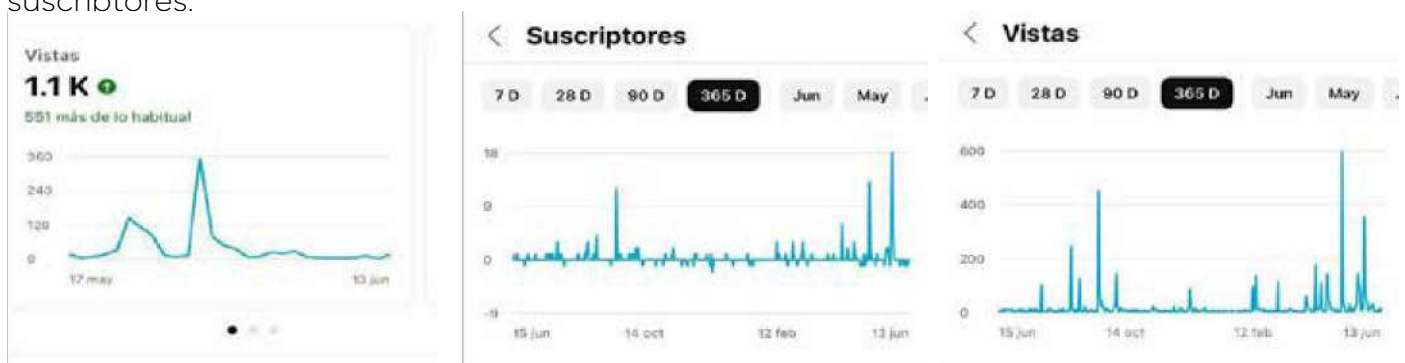 suscriptores.
Vistas
1.1 K
551 más de lo habitual
360
240
120
0
17 may
13 jun
< Suscriptores
7 D 28 D 90 D 365 D Jun May
18
9
0
-9
15 jun 14 oct 12 feb 13 jun
< Vistas
7 D 28 D 90 D 365 D Jun May
600
400
200
0
15 jun 14 oct 12 feb 13 jun